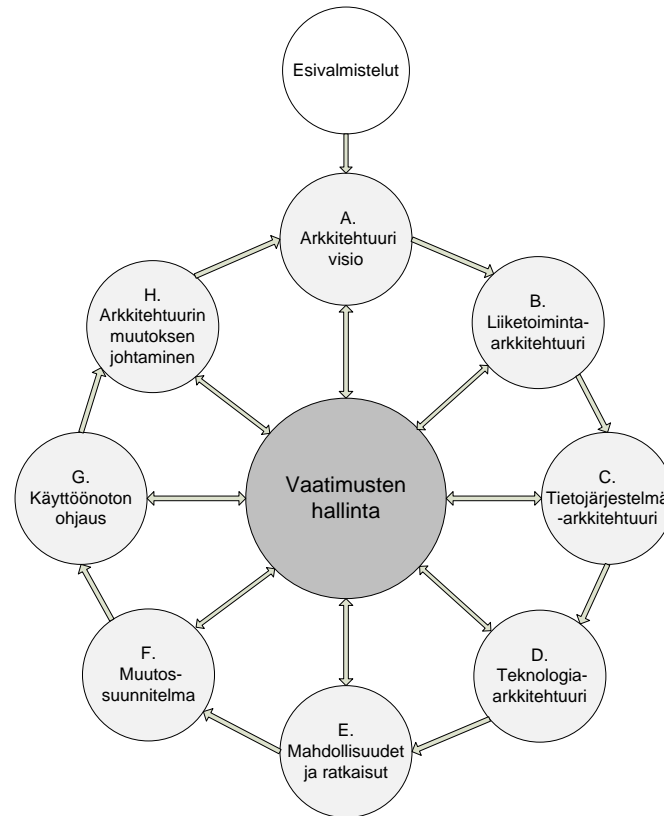 Esivalmistelut
A.
Arkkitehtuuri
visio
B.
Liiketoiminta-
arkkitehtuuri
C.
Tietojärjestelmä
-arkkitehtuuri
D.
Teknologia-
arkkitehtuuri
E.
Mahdollisuudet
ja ratkaisut
F.
Muutos-
suunnitelma
G.
Käyttöönoton
ohjaus
H.
Arkkitehtuurin
muutoksen
johtaminen
Vaatimusten
hallinta